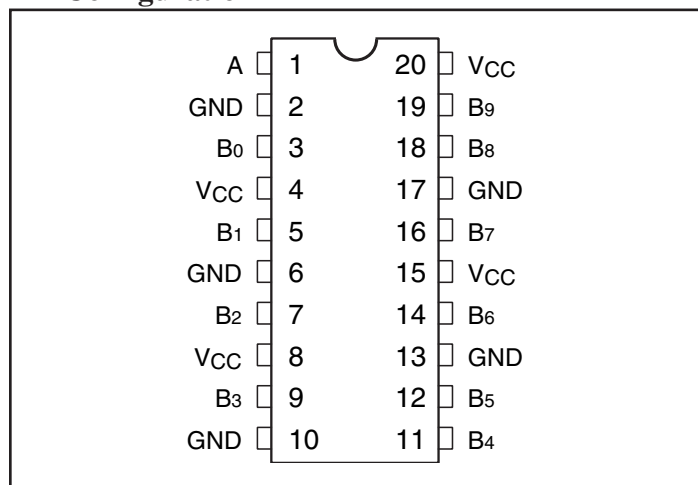 A 1 20 VCC
GND 2 19 B9
B0 3 18 B8
VCC 4 17 GND
B1 5 16 B7
GND 6 15 VCC
B2 7 14 B6
VCC 8 13 GND
B3 9 12 B5
GND 10 11 B4